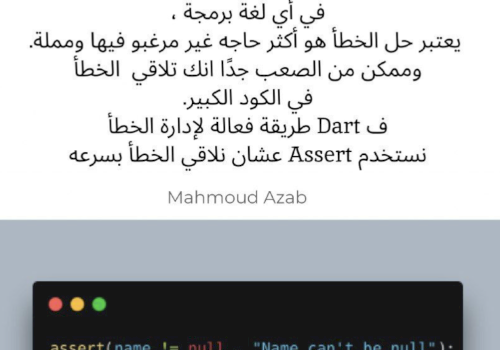 في أي لغة برمجة ،
يعتبر حل الخطأ هو أكثر حاجه غير مرغبو فيها ومملة.
وممكن من الصعب جدًا انك تلاقي الخطأ
في الكود الكبير.
ف Dart طريقة فعالة لإدارة الخطأ
نستخدم Assert عشان نلاقي الخطأ بسرعه
Mahmoud Azab
assert(name != null, "Name can't be null");